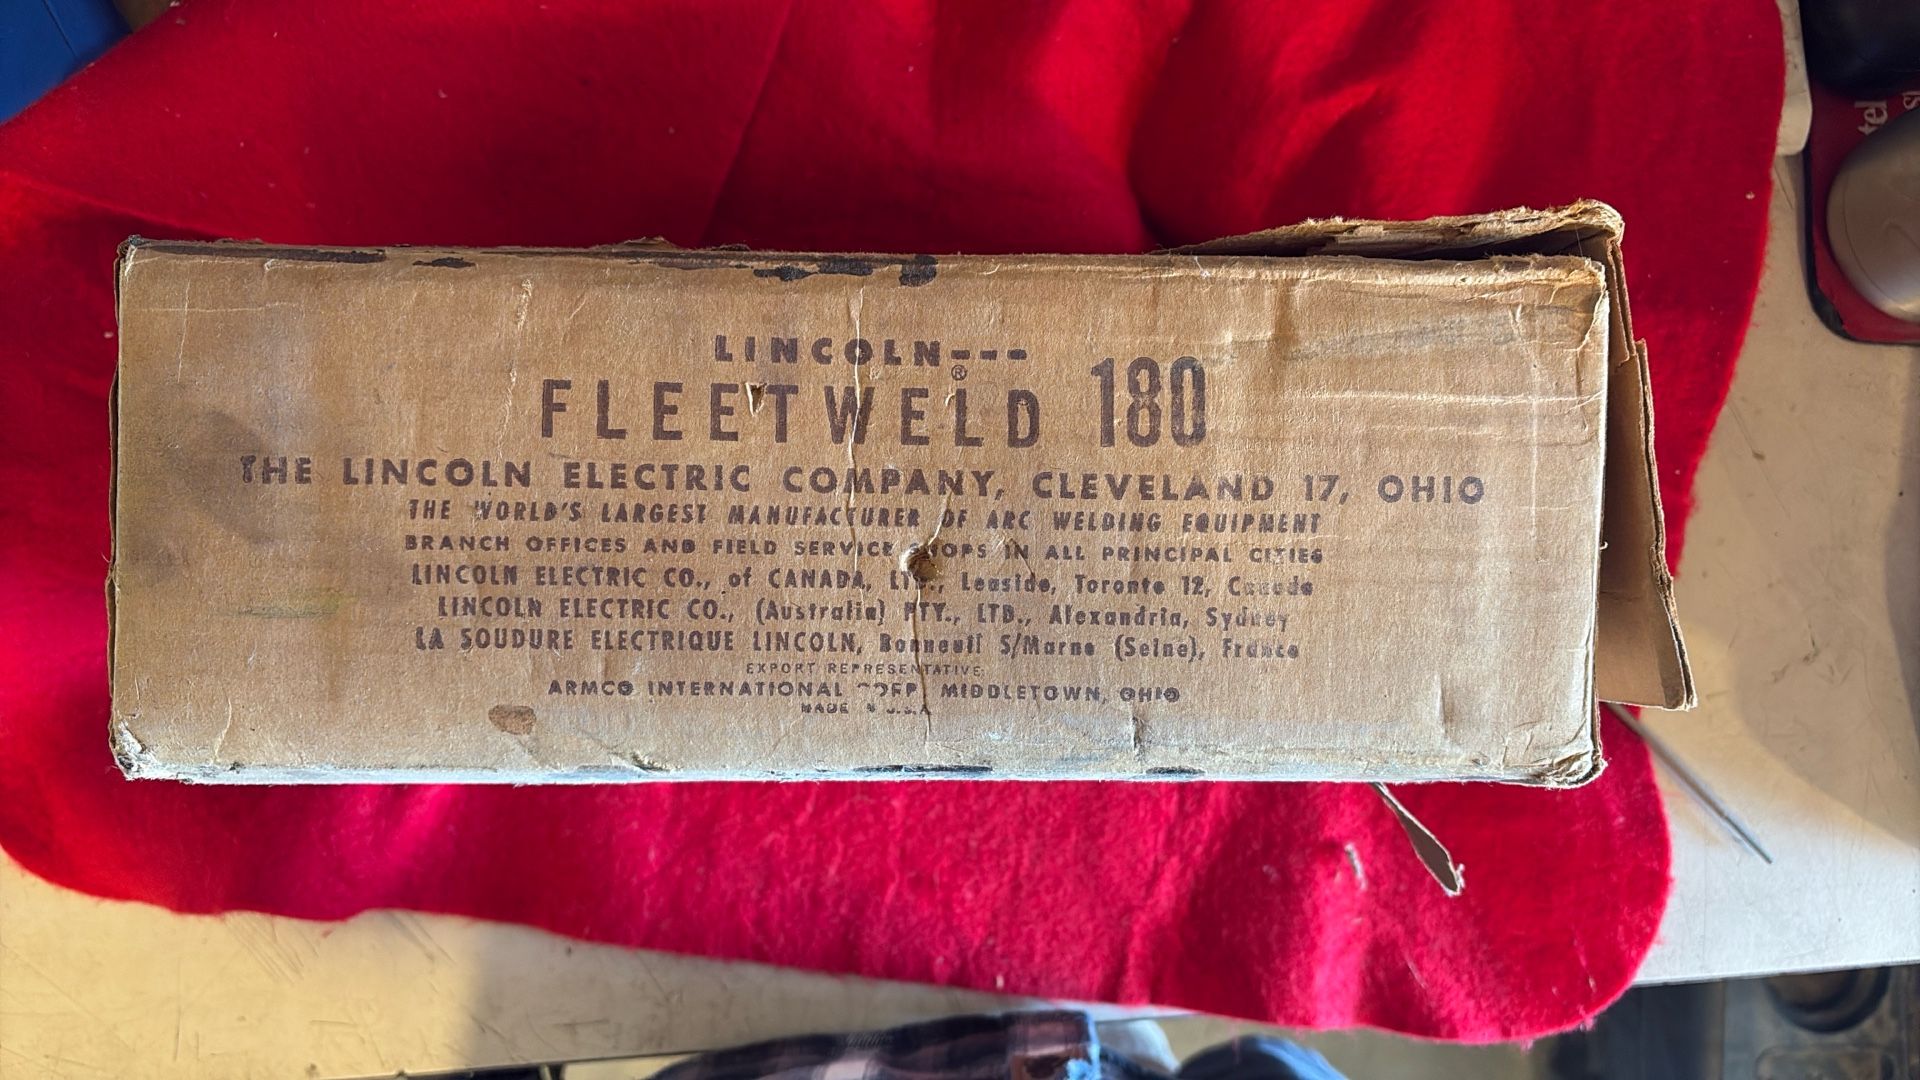 LINCOLN---
FLEETWELD® 180
THE LINCOLN ELECTRIC COMPANY, CLEVELAND 17, OHIO
THE WORLD'S LARGEST MANUFACTURER OF ARC WELDING EQUIPMENT
BRANCH OFFICES AND FIELD SERVICE SHOPS IN ALL PRINCIPAL CITIES
LINCOLN ELECTRIC CO., of CANADA, LTD., Leaside, Toronto 12, Canada
LINCOLN ELECTRIC CO., (Australia) PTY., LTD., Alexandria, Sydney
LA SOUDURE ELECTRIQUE LINCOLN, Bonneuil S/Marne (Seine), France
EXPORT REPRESENTATIVE:
ARMCO INTERNATIONAL CORP. MIDDLETOWN, OHIO
MADE IN U.S.A.